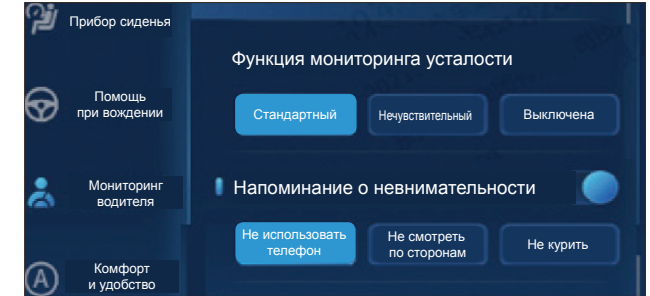 Прибор сиденья
Функция мониторинга усталости
Помощь
при вождении
Стандартный
Нечувствительный
Выключена
Мониторинг
водителя
Напоминание о невнимательности
Не использовать
телефон
Не смотреть
по сторонам
Не курить
A
Комфорт
и удобство